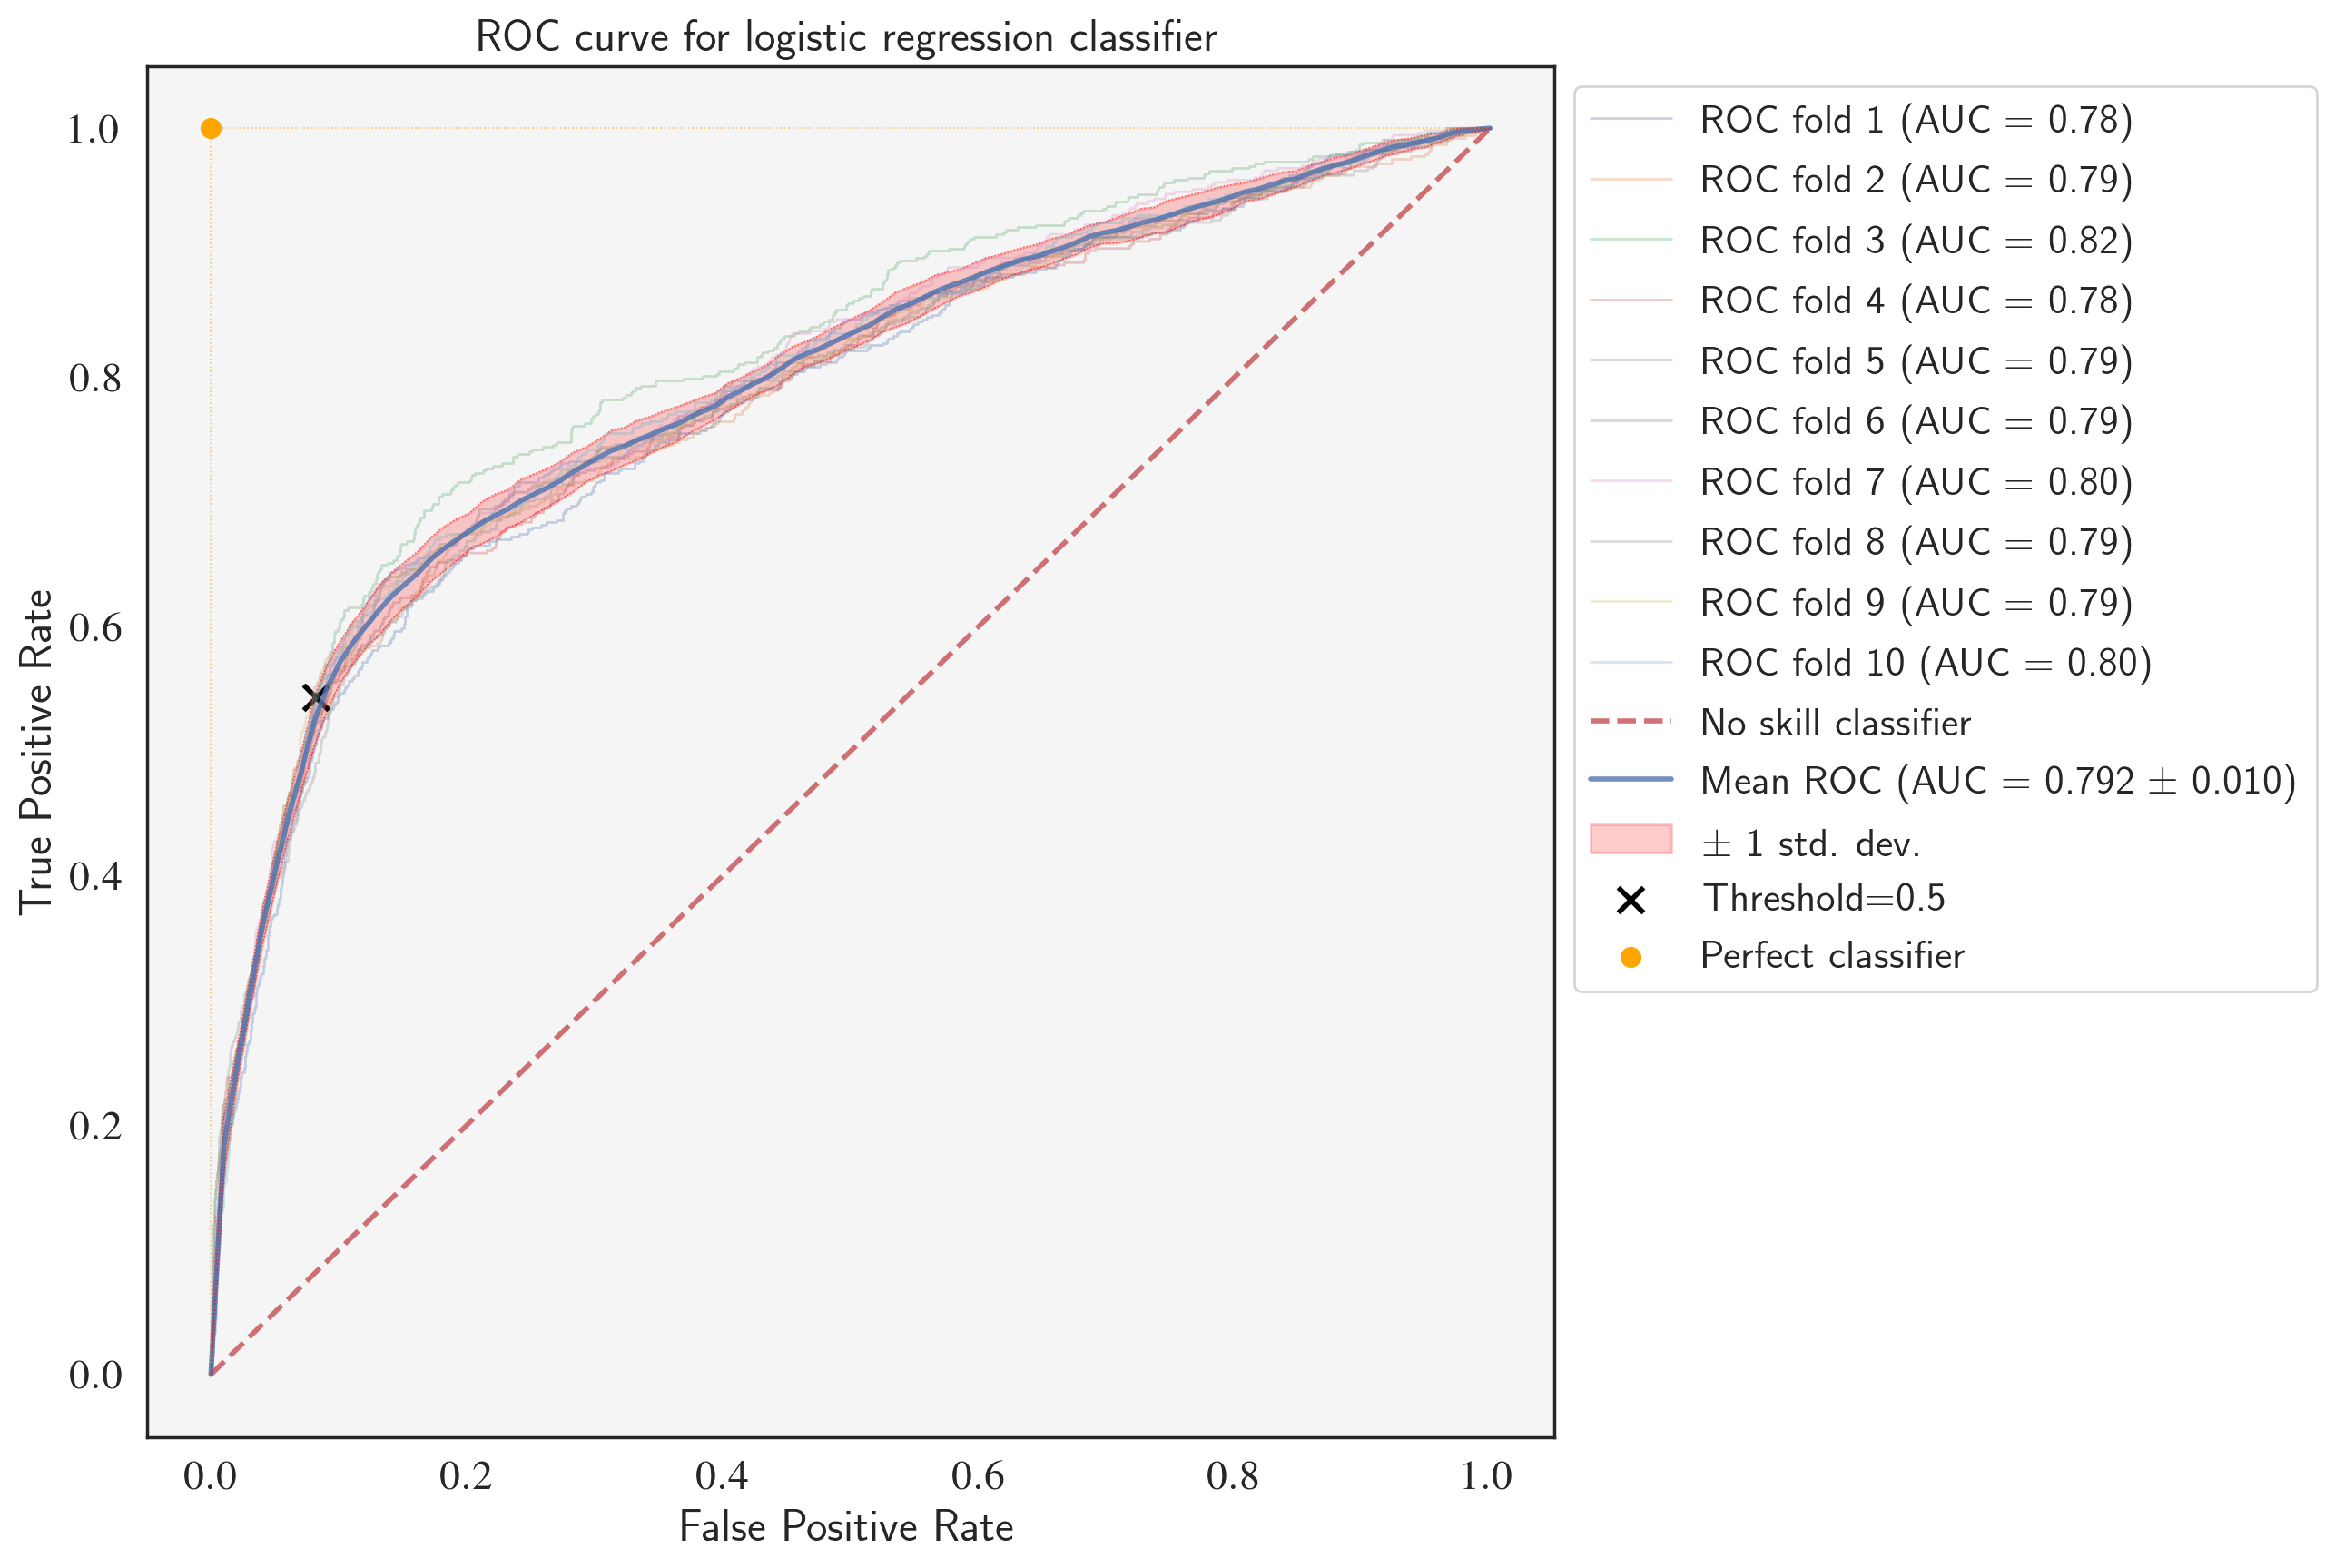 ROC curve for logistic regression classifier
True Positive Rate
1.0
0.8
0.6
0.4
0.2
0.0
0.0 0.2 0.4 0.6 0.8 1.0
False Positive Rate
ROC fold 1 (AUC = 0.78)
ROC fold 2 (AUC = 0.79)
ROC fold 3 (AUC = 0.82)
ROC fold 4 (AUC = 0.78)
ROC fold 5 (AUC = 0.79)
ROC fold 6 (AUC = 0.79)
ROC fold 7 (AUC = 0.80)
ROC fold 8 (AUC = 0.79)
ROC fold 9 (AUC = 0.79)
ROC fold 10 (AUC = 0.80)
No skill classifier
Mean ROC (AUC = 0.792 ± 0.010)
± 1 std. dev.
Threshold=0.5
Perfect classifier